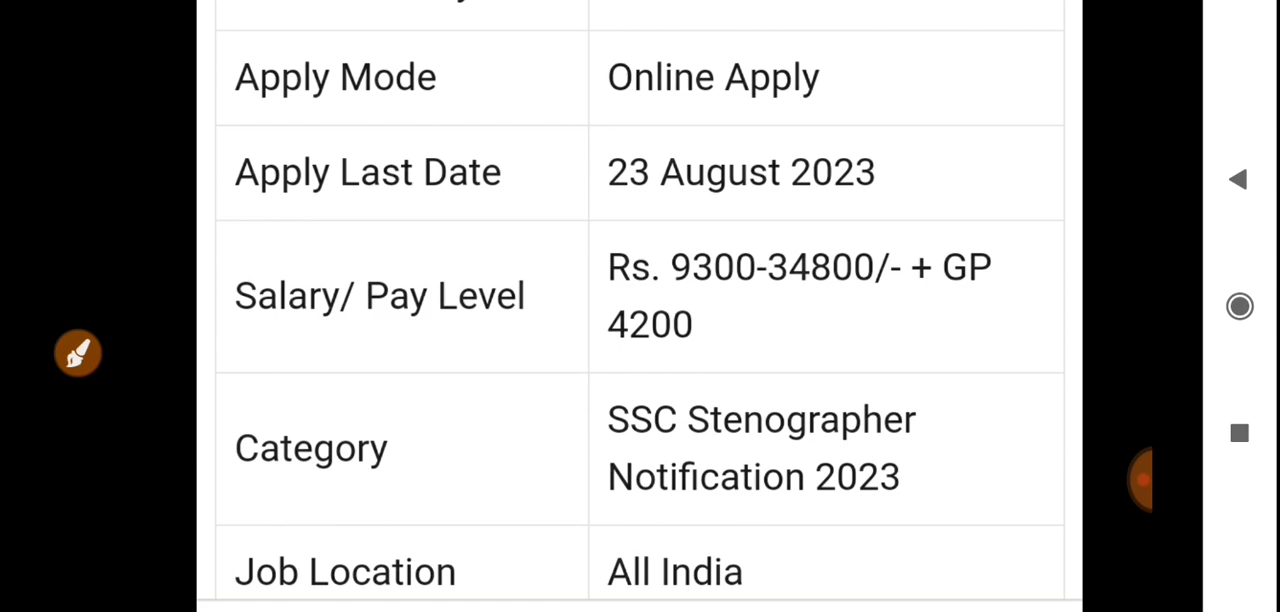 Apply Mode
Online Apply
Apply Last Date
23 August 2023
Salary/ Pay Level
Rs. 9300-34800/- + GP
4200
Category
SSC Stenographer
Notification 2023
Job Location
All India